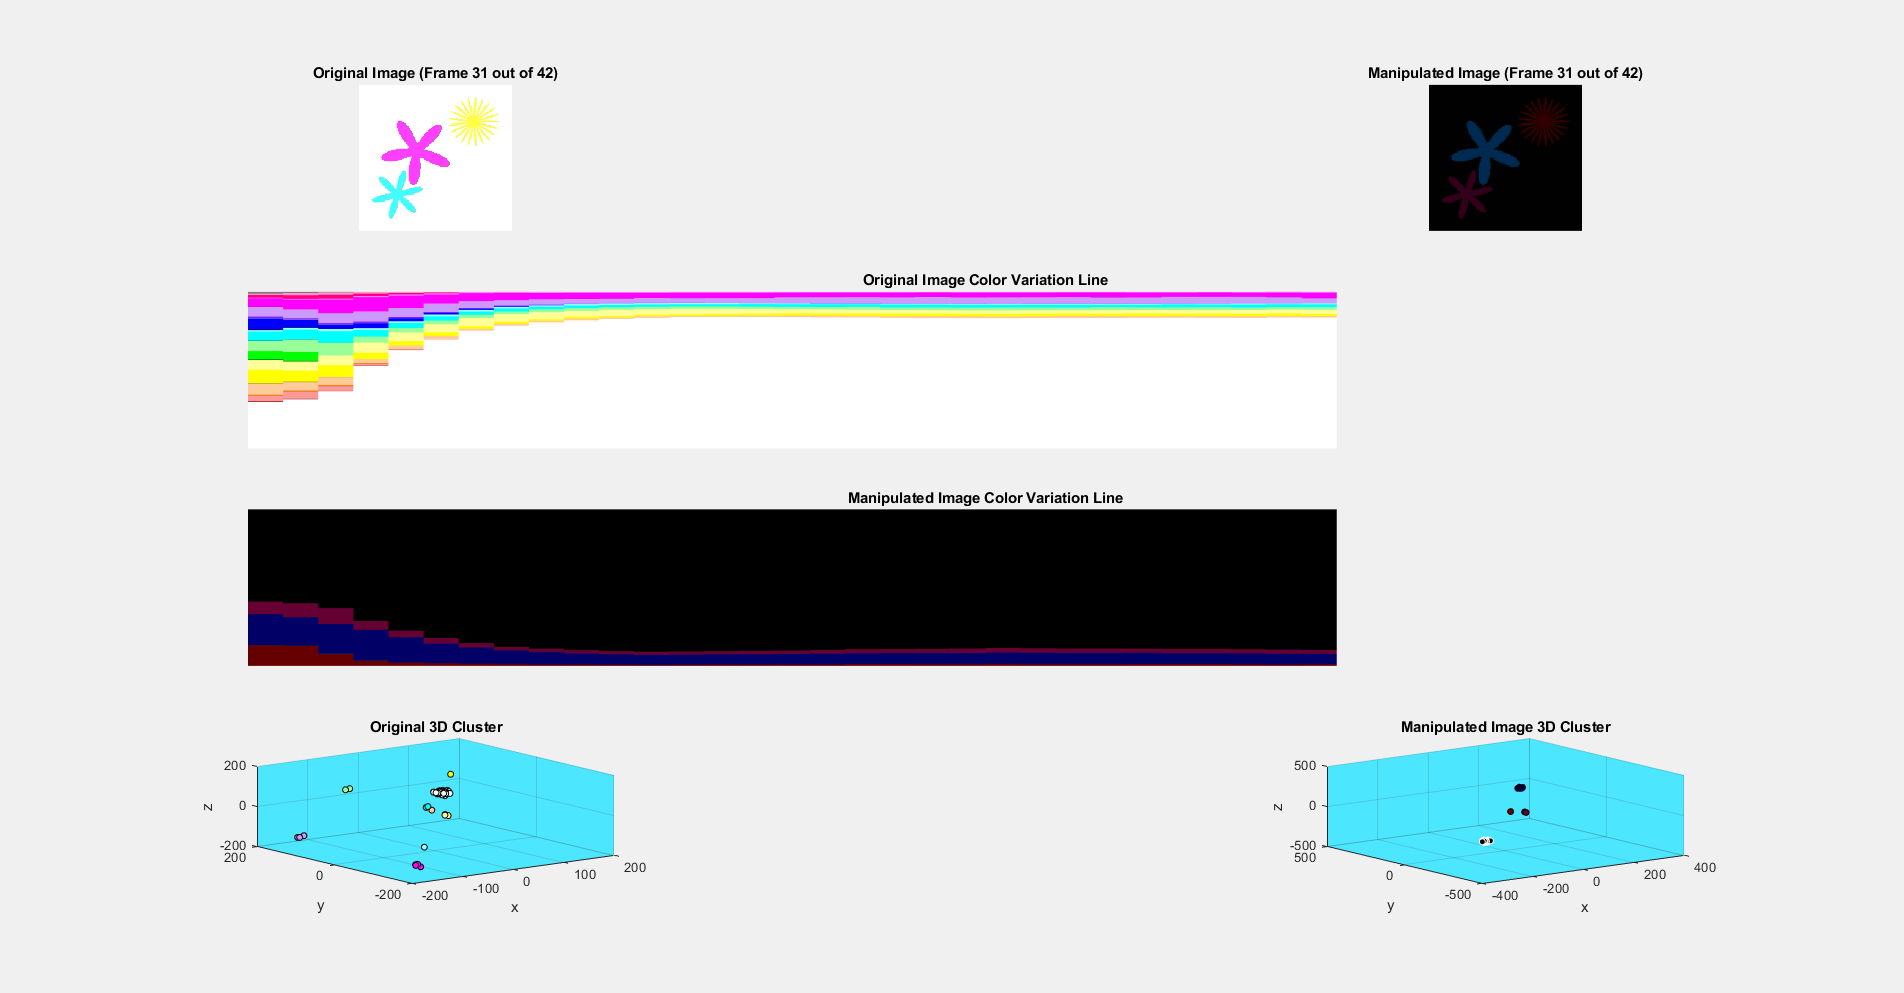 Original Image (Frame 31 out of 42)
Manipulated Image (Frame 31 out of 42)
Original Image Color Variation Line
Manipulated Image Color Variation Line
Original 3D Cluster
200
0
-200
z
200
0
-200
y
-200
-100
0
100
200
x
Manipulated Image 3D Cluster
500
0
-500
z
500
0
-500
y
-400
-200
0
200
400
x